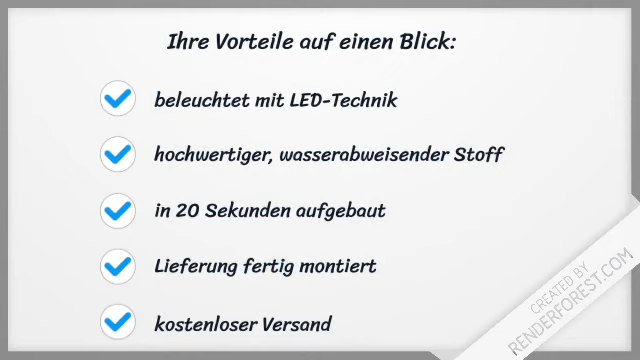 Ihre Vorteile auf einen Blick:
beleuchtet mit LED-Technik
hochwertiger, wasserabweisender Stoff
in 20 Sekunden aufgebaut
Lieferung fertig montiert
kostenloser Versand
CREATED BY
RENDERFOREST.COM